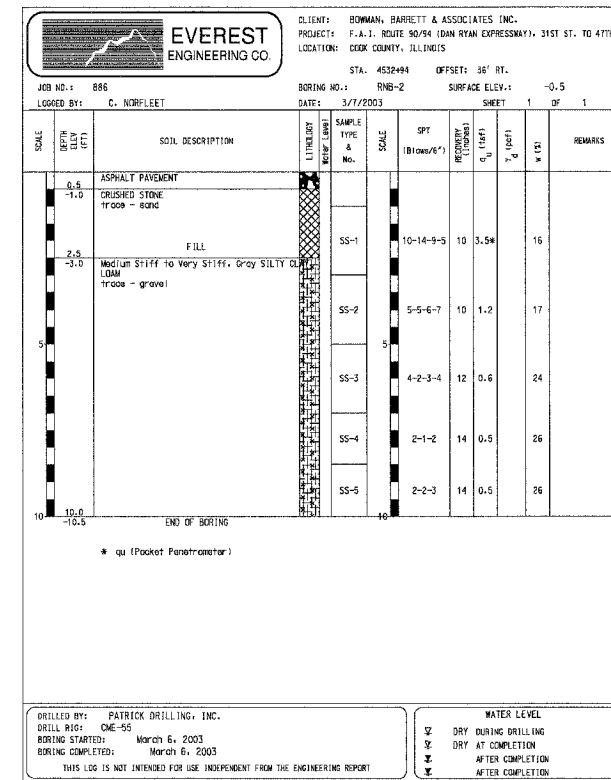 EVEREST
ENGINEERING CO.
CLIENT: BOWMAN, BARRETT & ASSOCIATES INC.
PROJECT: F.A.I. ROUTE 90/94 (DAN RYAN EXPRESSWAY), 31ST ST. TO 47TH
LOCATION: COOK COUNTY, ILLINOIS
STA. 4532+94 OFFSET: 36' RT.
JOB NO.: 886 BORING NO.: RNB-2 SURFACE ELEV.: -0.5
LOGGED BY: C. NORFLEET DATE: 3/7/2003 SHEET 1 OF 1
SCALE DEPTH ELEV (FT) SOIL DESCRIPTION LITHOLOGY Water Level SAMPLE TYPE & No. SCALE SPT (Blows/6") RECOVERY (Inches) qu (tsf) Yd (pcf) w (%) REMARKS
ASPHALT PAVEMENT
0.5
-1.0 CRUSHED STONE
trace - sand
FILL SS-1 10-14-9-5 10 3.5* 16
2.5
-3.0 Medium Stiff to Very Stiff, Gray SILTY CLAY
LOAM
trace - gravel
SS-2 5-5-6-7 10 1.2 17
5 5
SS-3 4-2-3-4 12 0.6 24
SS-4 2-1-2 14 0.5 26
SS-5 2-2-3 14 0.5 26
10 10.0 10
-10.5 END OF BORING
* qu (Pocket Penetrometer)
DRILLED BY: PATRICK DRILLING, INC.
DRILL RIG: CME-55
BORING STARTED: March 6, 2003
BORING COMPLETED: March 6, 2003
THIS LOG IS NOT INTENDED FOR USE INDEPENDENT FROM THE ENGINEERING REPORT
WATER LEVEL
DRY DURING DRILLING
DRY AT COMPLETION
AFTER COMPLETION
AFTER COMPLETION